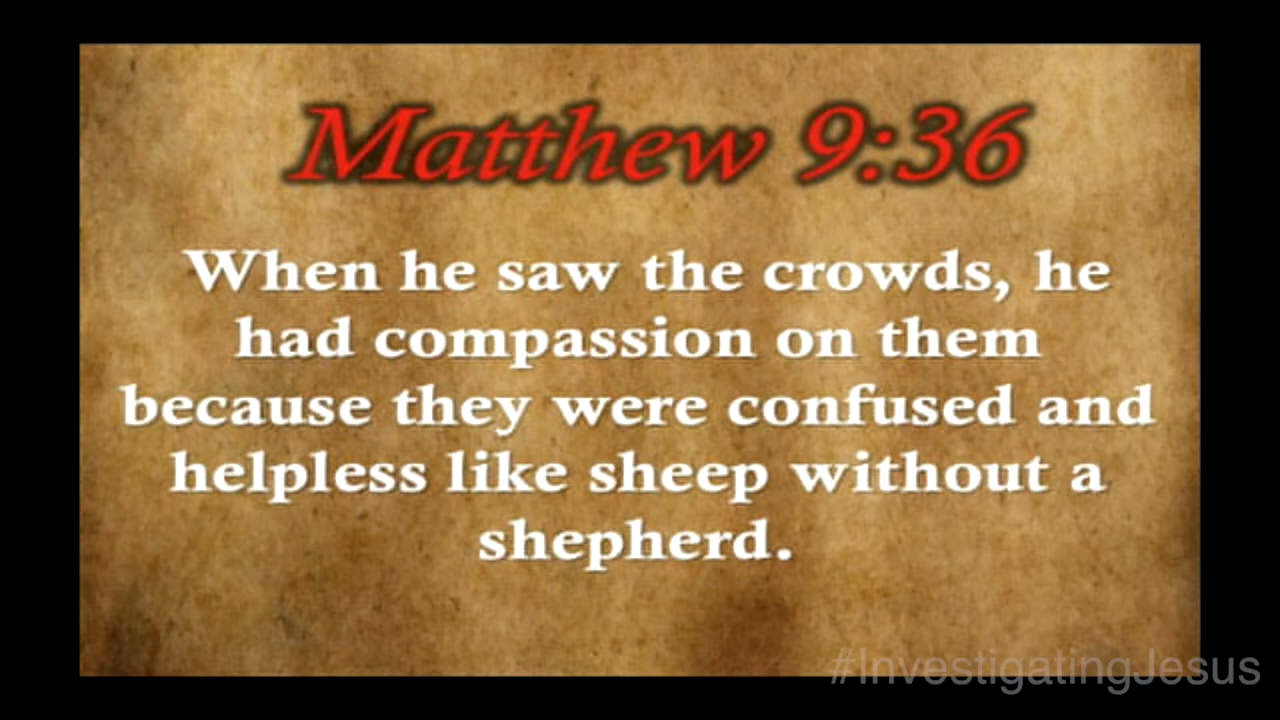 Matthew 9:36
When he saw the crowds, he
had compassion on them
because they were confused and
helpless like sheep without a
shepherd.
#InvestigatingJesus